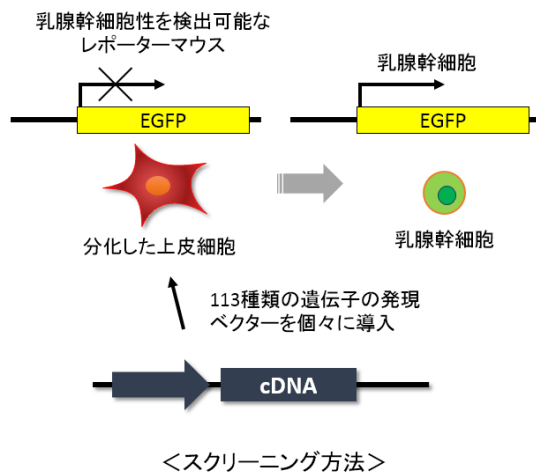 乳腺幹細胞性を検出可能な
レポーターマウス
乳腺幹細胞
EGFP
EGFP
分化した上皮細胞
乳腺幹細胞
113種類の遺伝子の発現
ベクターを個々に導入
cDNA
＜スクリーニング方法＞